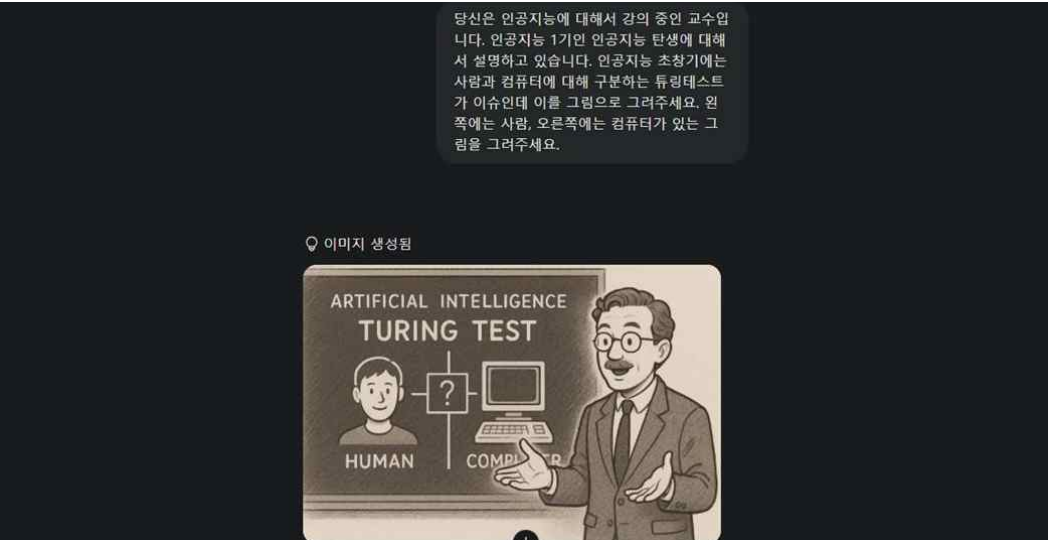 당신은 인공지능에 대해서 강의 중인 교수입
니다. 인공지능 1기인 인공지능 탄생에 대해
서 설명하고 있습니다. 인공지능 초창기에는
사람과 컴퓨터에 대해 구분하는 튜링테스트
가 이슈인데 이를 그림으로 그려주세요. 왼
쪽에는 사람, 오른쪽에는 컴퓨터가 있는 그
림을 그려주세요.
이미지 생성됨
ARTIFICIAL INTELLIGENCE
TURING TEST
?
HUMAN